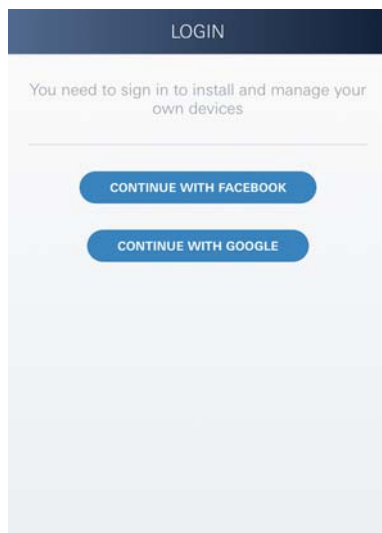 LOGIN
You need to sign in to install and manage your
own devices
CONTINUE WITH FACEBOOK
CONTINUE WITH GOOGLE